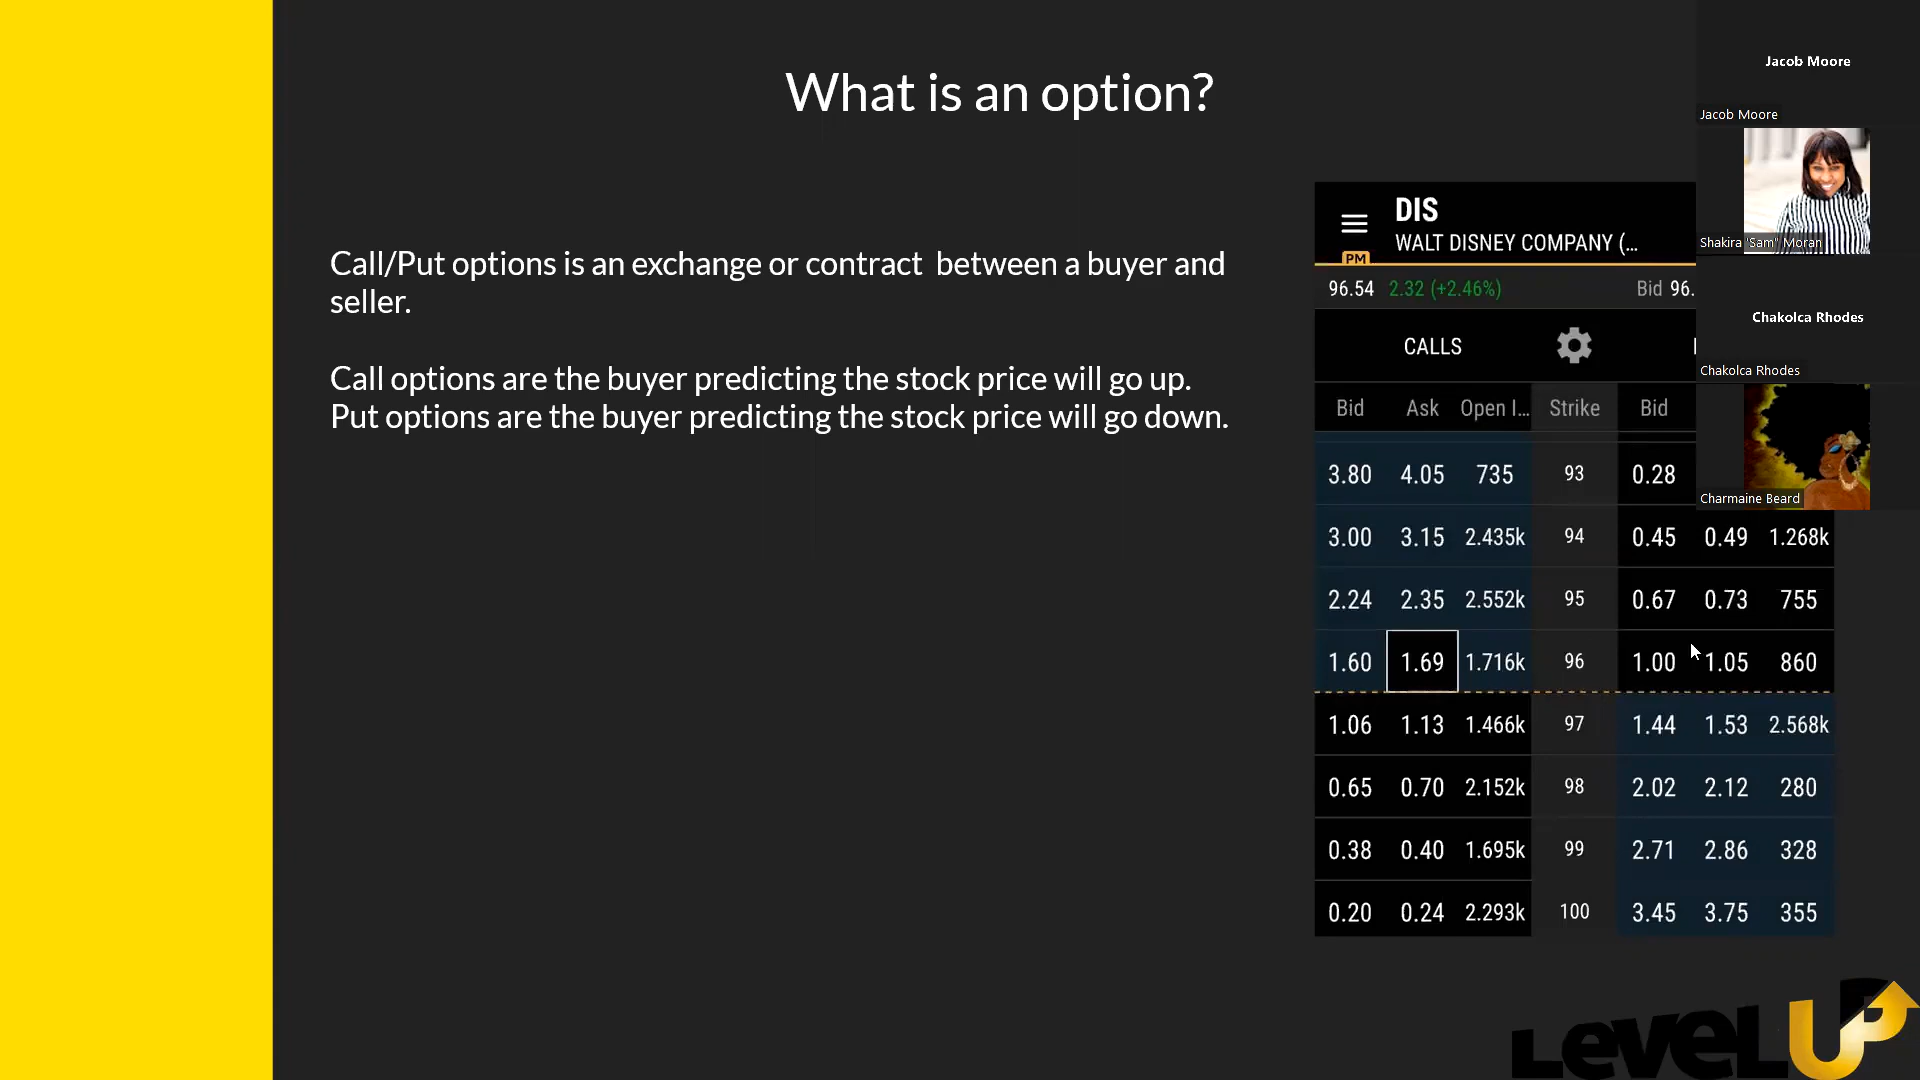 What is an option?
Call/Put options is an exchange or contract  between a buyer and
seller.
Call options are the buyer predicting the stock price will go up.
Put options are the buyer predicting the stock price will go down.
DIS
WALT DISNEY COMPANY (...
PM
96.54 2.32 (+2.46%) Bid 96.
CALLS
Bid Ask Open I... Strike Bid
3.80 4.05 735 93 0.28
3.00 3.15 2.435k 94 0.45 0.49 1.268k
2.24 2.35 2.552k 95 0.67 0.73 755
1.60 1.69 1.716k 96 1.00 1.05 860
1.06 1.13 1.466k 97 1.44 1.53 2.568k
0.65 0.70 2.152k 98 2.02 2.12 280
0.38 0.40 1.695k 99 2.71 2.86 328
0.20 0.24 2.293k 100 3.45 3.75 355
Jacob Moore
Jacob Moore
Shakira "Sam" Moran
Chakolca Rhodes
Chakolca Rhodes
Charmaine Beard
LeveL UP